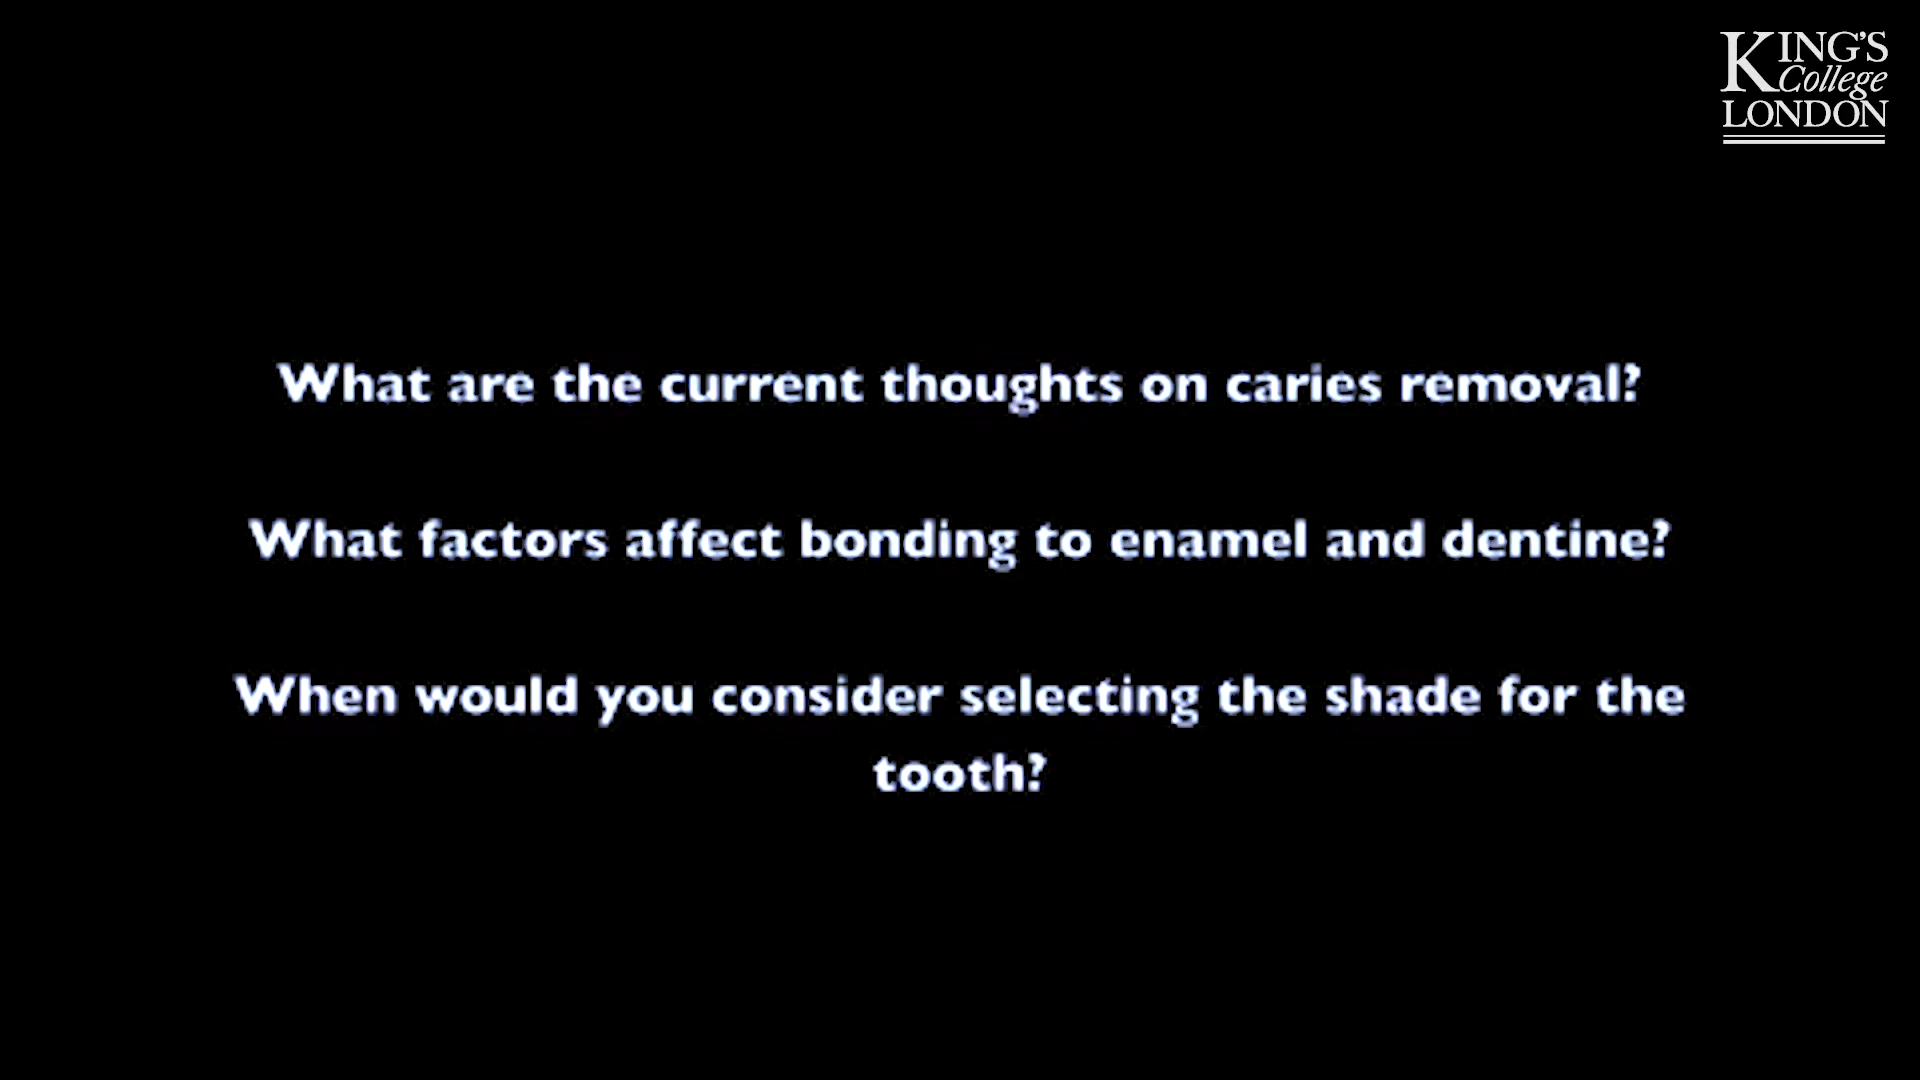 KING'S
College
LONDON
What are the current thoughts on caries removal?
What factors affect bonding to enamel and dentine?
When would you consider selecting the shade for the
tooth?